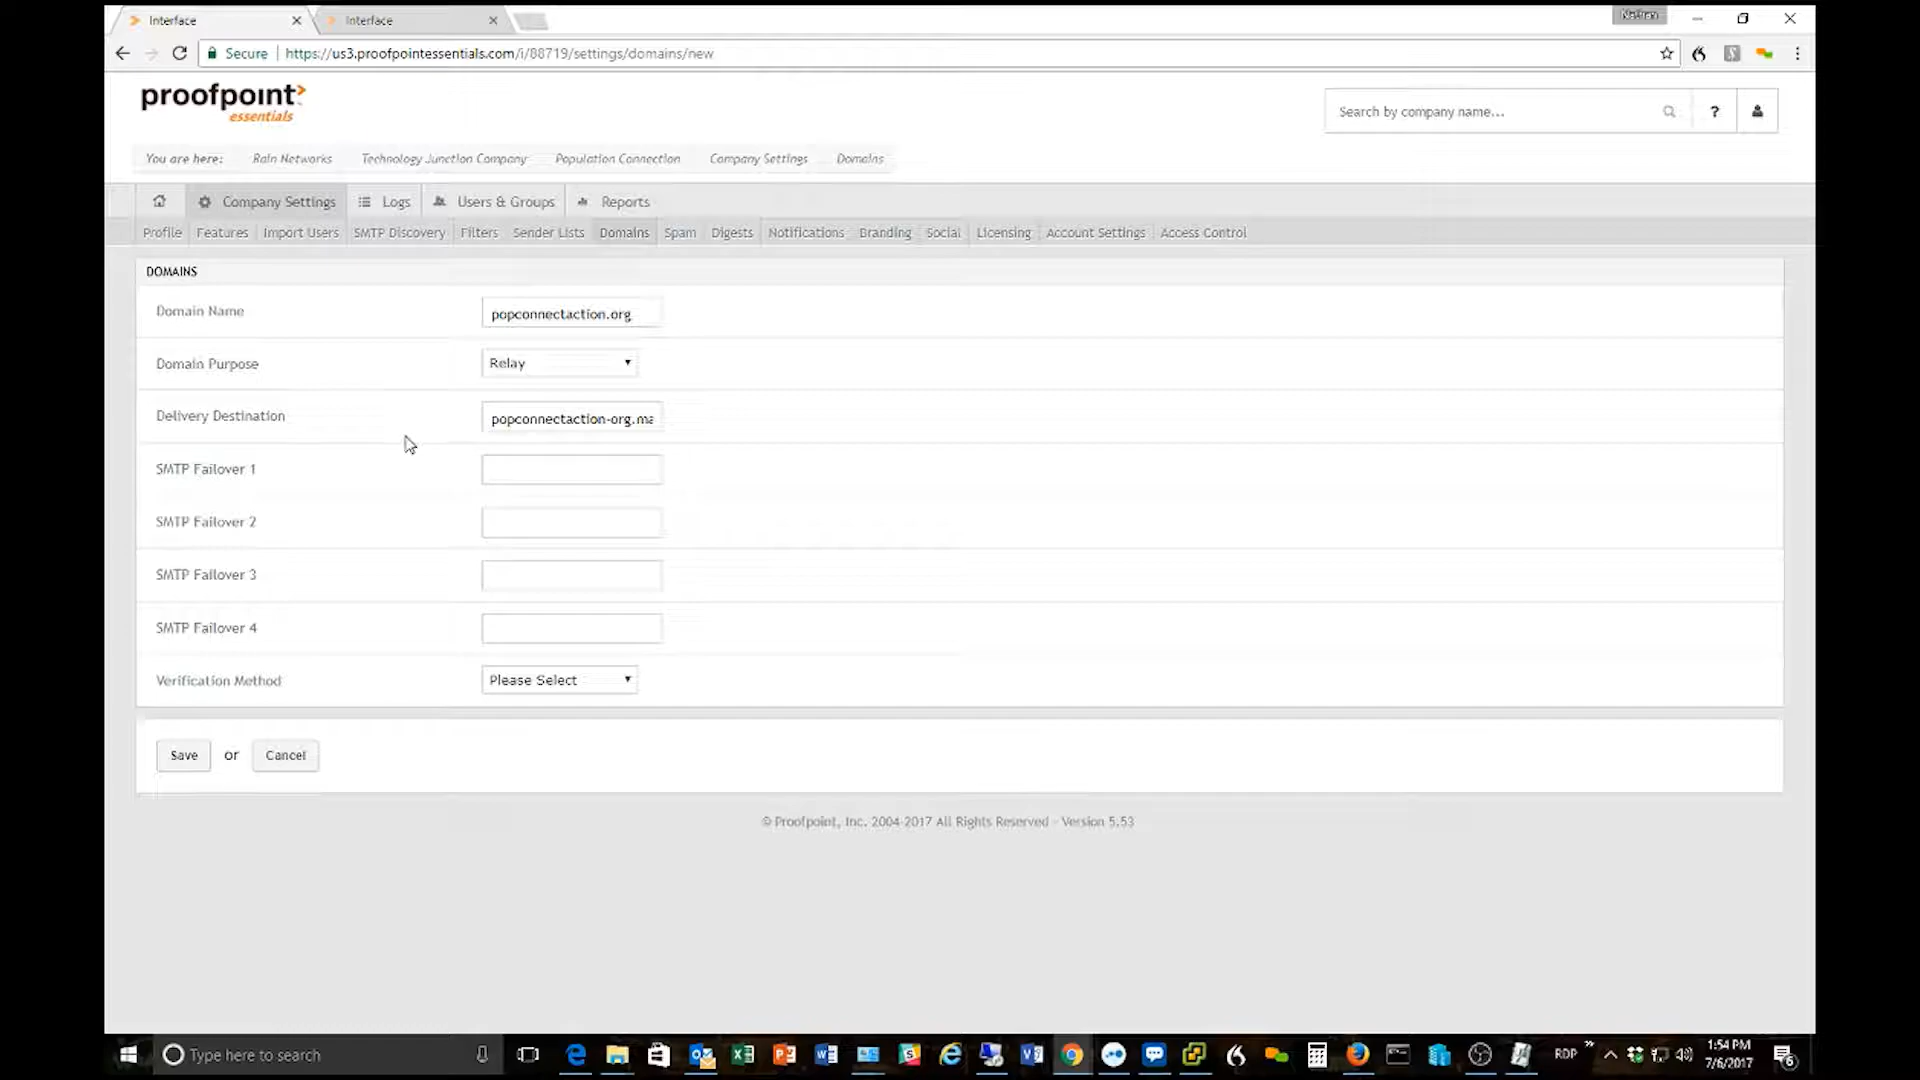 Interface
Interface
Nathan
Secure
https://us3.proofpointessentials.com/i/88719/settings/domains/new
proofpoint
essentials
Search by company name...
?
You are here: Rain Networks Technology Junction Company Population Connection Company Settings Domains
Company Settings Logs Users & Groups Reports
Profile Features Import Users SMTP Discovery Filters Sender Lists Domains Spam Digests Notifications Branding Social Licensing Account Settings Access Control
DOMAINS
Domain Name popconnectaction.org
Domain Purpose Relay
Delivery Destination popconnectaction-org.ma
SMTP Failover 1
SMTP Failover 2
SMTP Failover 3
SMTP Failover 4
Verification Method Please Select
Save or Cancel
© Proofpoint, Inc. 2004-2017 All Rights Reserved - Version 5.53
Type here to search
RDP
1:54 PM
7/6/2017